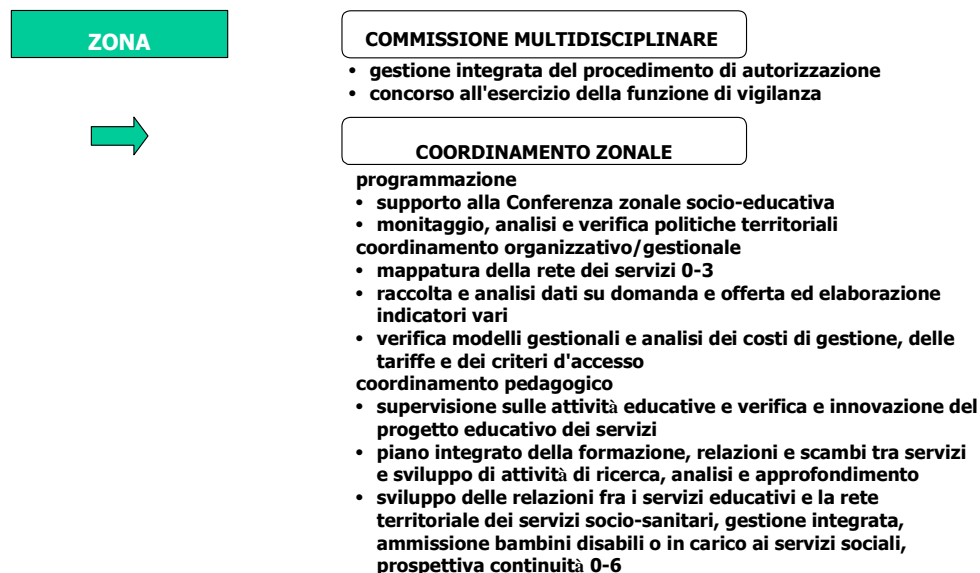 ZONA
COMMISSIONE MULTIDISCIPLINARE
• gestione integrata del procedimento di autorizzazione
• concorso all'esercizio della funzione di vigilanza
COORDINAMENTO ZONALE
programmazione
• supporto alla Conferenza zonale socio-educativa
• monitaggio, analisi e verifica politiche territoriali
coordinamento organizzativo/gestionale
• mappatura della rete dei servizi 0-3
• raccolta e analisi dati su domanda e offerta ed elaborazione
indicatori vari
• verifica modelli gestionali e analisi dei costi di gestione, delle
tariffe e dei criteri d'accesso
coordinamento pedagogico
• supervisione sulle attività educative e verifica e innovazione del
progetto educativo dei servizi
• piano integrato della formazione, relazioni e scambi tra servizi
e sviluppo di attività di ricerca, analisi e approfondimento
• sviluppo delle relazioni fra i servizi educativi e la rete
territoriale dei servizi socio-sanitari, gestione integrata,
ammissione bambini disabili o in carico ai servizi sociali,
prospettiva continuità 0-6